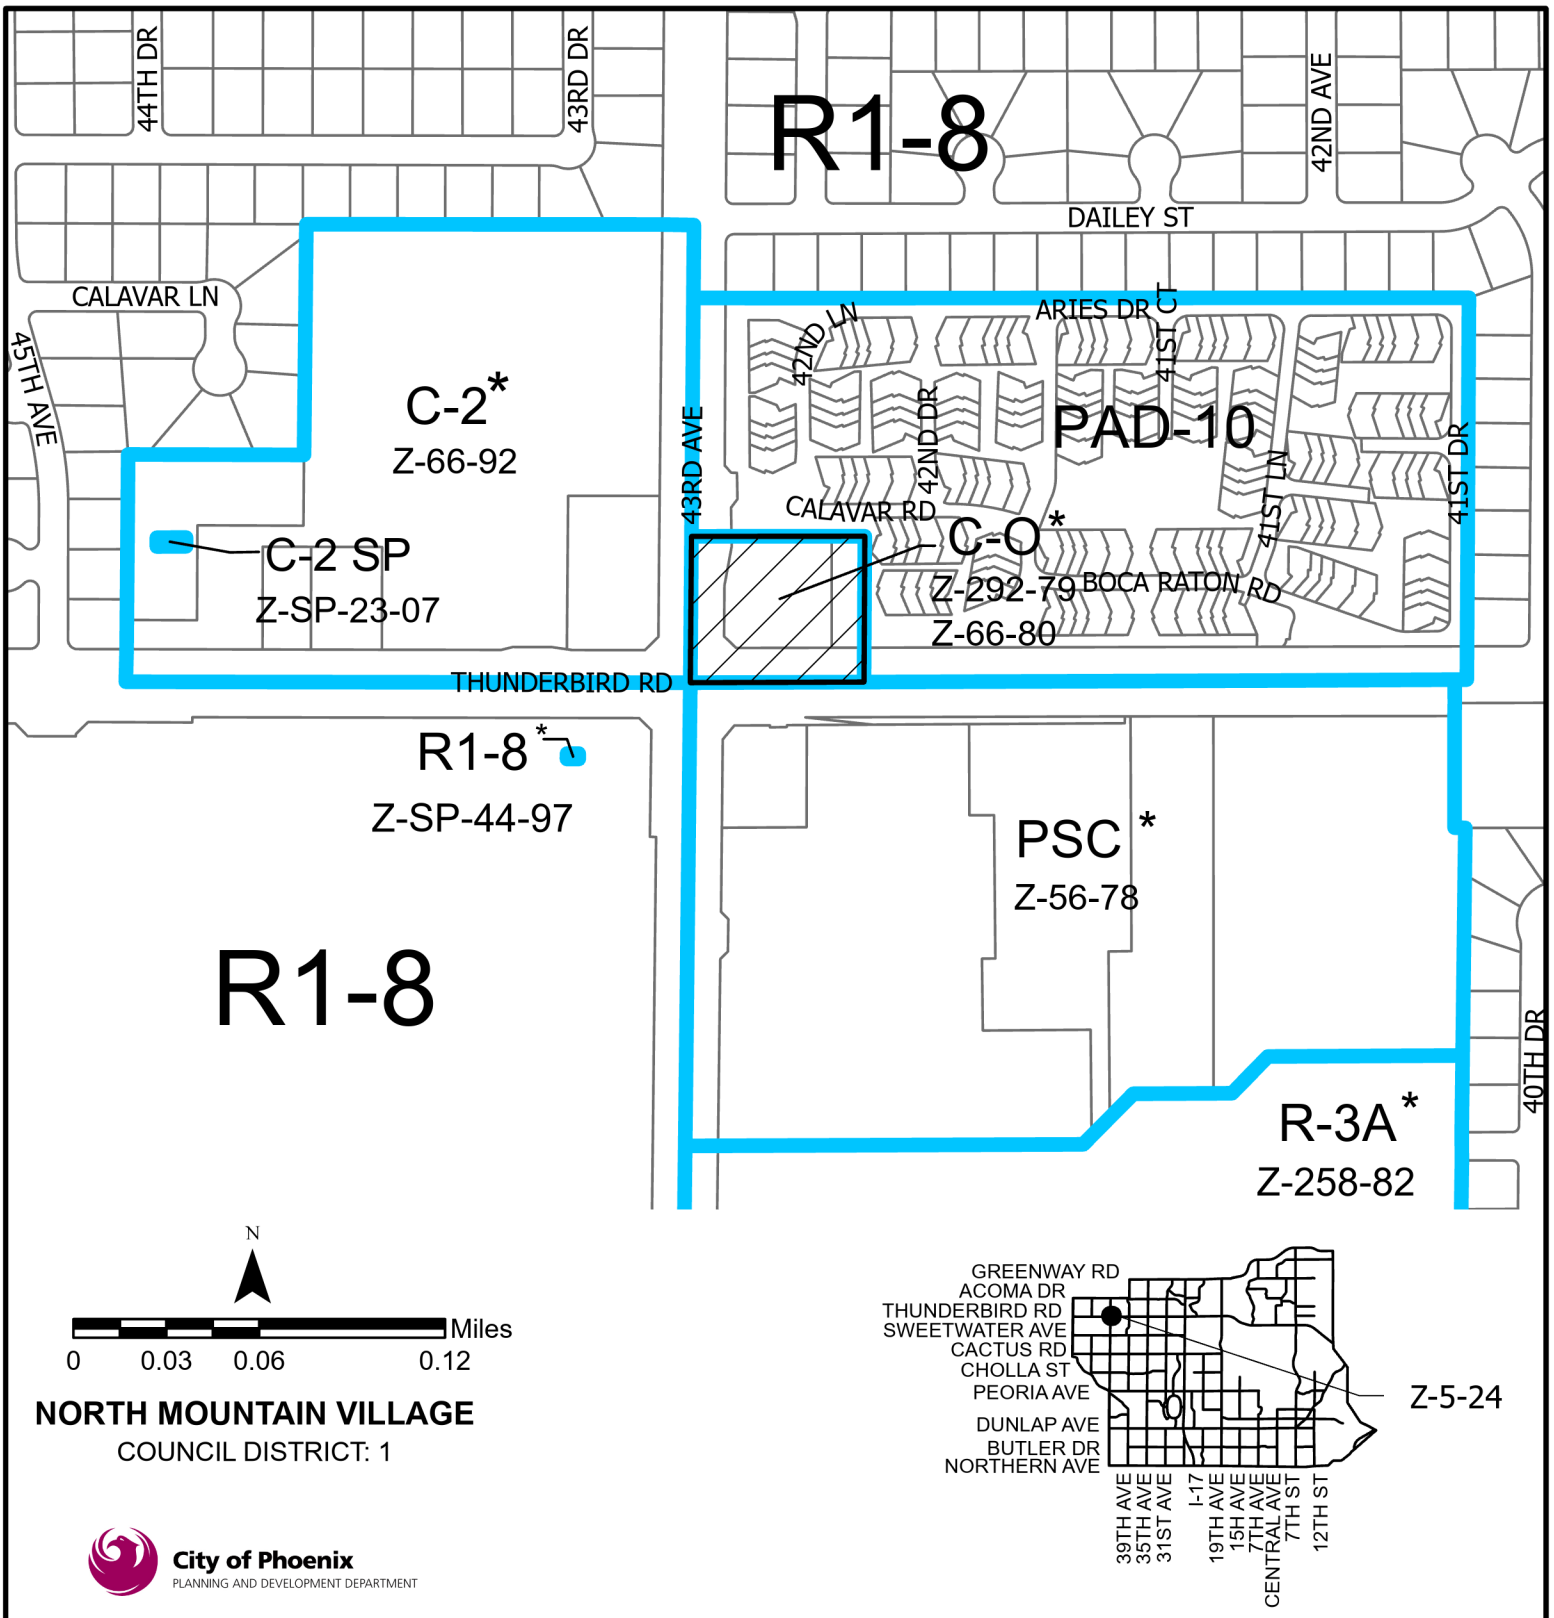 44TH DR
43RD DR
R1-8
42ND AVE
DAILEY ST
CALAVAR LN
45TH AVE
ARIES DR
42ND LN
41ST CT
C-2*
Z-66-92
43RD AVE
42ND DR
PAD-10
41ST LN
41ST DR
CALAVAR RD
C-O*
Z-292-79
Z-66-80
BOCA RATON RD
C-2 SP
Z-SP-23-07
THUNDERBIRD RD
R1-8*
Z-SP-44-97
PSC *
Z-56-78
R1-8
40TH DR
R-3A*
Z-258-82
N
Miles
0 0.03 0.06 0.12
NORTH MOUNTAIN VILLAGE
COUNCIL DISTRICT: 1
City of Phoenix
PLANNING AND DEVELOPMENT DEPARTMENT
GREENWAY RD
ACOMA DR
THUNDERBIRD RD
SWEETWATER AVE
CACTUS RD
CHOLLA ST
PEORIA AVE
DUNLAP AVE
BUTLER DR
NORTHERN AVE
Z-5-24
39TH AVE
35TH AVE
31ST AVE
I-17
19TH AVE
15H AVE
7TH AVE
CENTRAL AVE
7TH ST
12TH ST